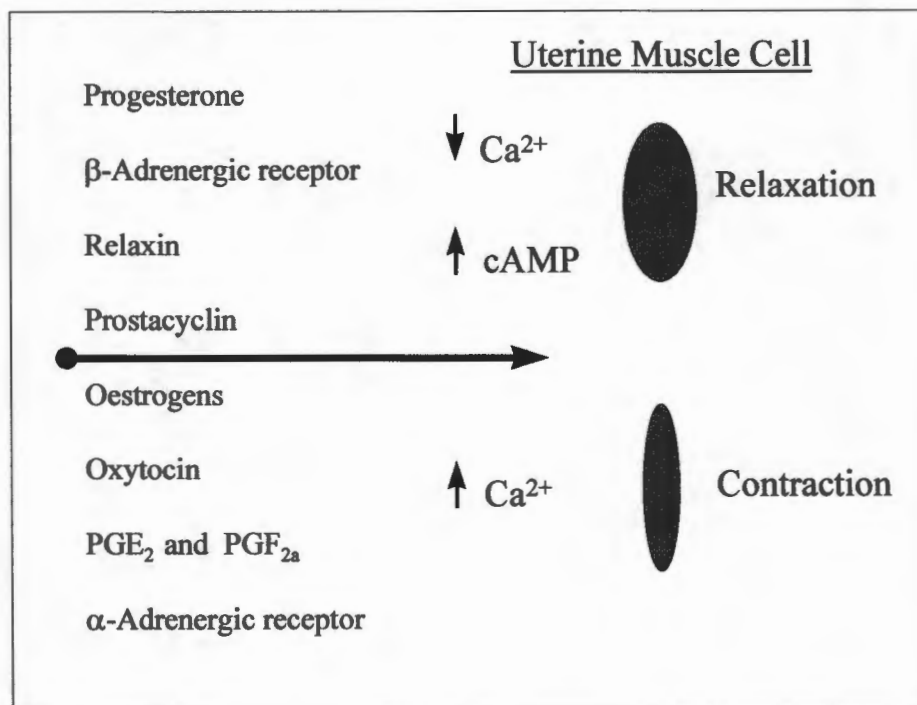 Uterine Muscle Cell
Progesterone
↓ Ca²⁺
β-Adrenergic receptor
Relaxation
Relaxin
↑ cAMP
Prostacyclin
Oestrogens
Oxytocin
↑ Ca²⁺
Contraction
PGE₂ and PGF₂ₐ
α-Adrenergic receptor